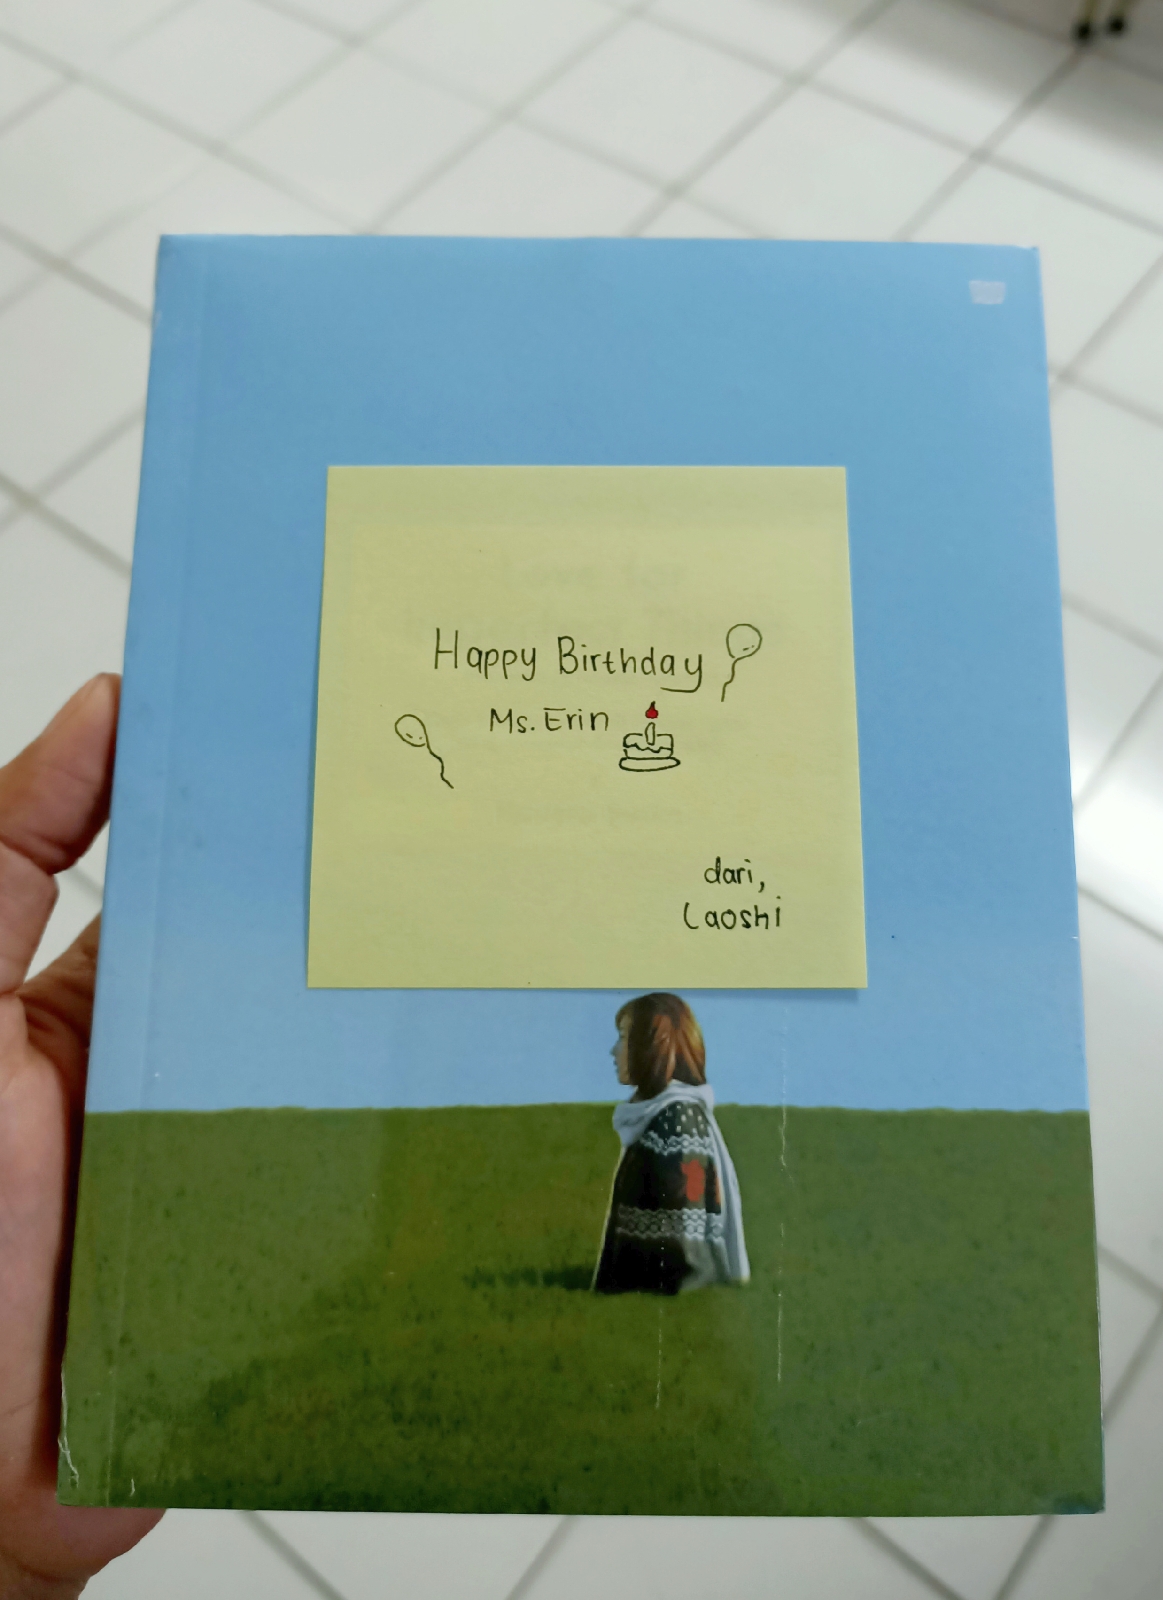 Happy Birthday
Ms. Erin
dari,
Laoshi